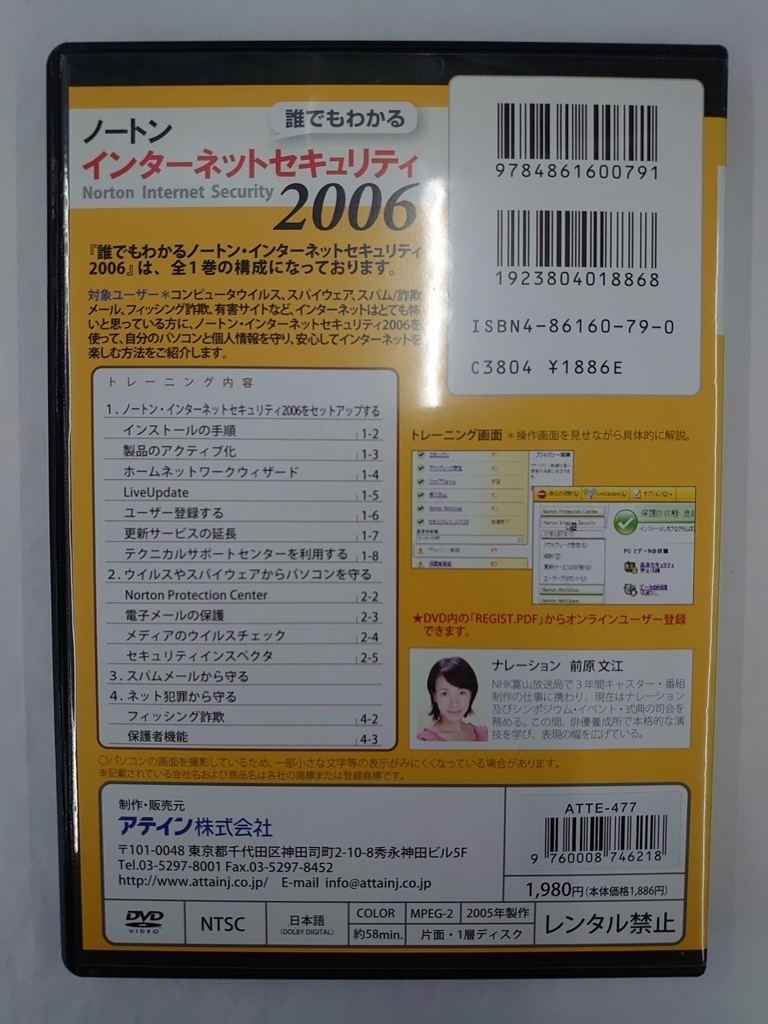 誰でもわかる
ノートン
インターネットセキュリティ
Norton Internet Security
2006
『誰でもわかるノートン・インターネットセキュリティ
2006』は、全1巻の構成になっております。
対象ユーザー＊コンピュータウイルス、スパイウェア、スパム/詐欺
メール、フィッシング詐欺、有害サイトなど、インターネットはとても怖
いと思っている方に、ノートン・インターネットセキュリティ2006を
使って、自分のパソコンと個人情報を守り、安心してインターネットを
楽しむ方法をご紹介します。
9784861600791
1923804018868
ISBN4-86160-79-0
C3804 ¥1886E
トレーニング内容
1. ノートン・インターネットセキュリティ2006をセットアップする
インストールの手順 1-2
製品のアクティブ化 1-3
ホームネットワークウィザード 1-4
LiveUpdate 1-5
ユーザー登録する 1-6
更新サービスの延長 1-7
テクニカルサポートセンターを利用する 1-8
2. ウイルスやスパイウェアからパソコンを守る
Norton Protection Center 2-2
電子メールの保護 2-3
メディアのウイルスチェック 2-4
セキュリティインスペクタ 2-5
3. スパムメールから守る
4. ネット犯罪から守る
フィッシング詐欺 4-2
保護者機能 4-3
トレーニング画面 ＊操作画面を見せながら具体的に解説。
Norton Protection Center
Norton Internet Security
Norton AntiVirus
Norton AntiSpam
★DVD内の「REGIST.PDF」からオンラインユーザー登録
できます。
ナレーション 前原 文江
NHK富山放送局で3年間キャスター・番組
制作の仕事に携わり、現在はナレーション
及びシンポジウム・イベント・式典の司会を
務める。この間、俳優養成所で本格的な演
技を学び、表現の幅を広げている。
○パソコンの画面を撮影しているため、一部小さな文字等の表示がみにくくなっている場合があります。
※記載されている会社名および商品名は各社の商標または登録商標です。
制作・販売元
アテイン株式会社
〒101-0048 東京都千代田区神田司町2-10-8秀永神田ビル5F
Tel.03-5297-8001 Fax.03-5297-8452
http://www.attainj.co.jp/ E-mail info@attainj.co.jp
ATTE-477
9 760008 746218
1,980円(本体価格1,886円)
DVD VIDEO
NTSC
日本語
(DOLBY DIGITAL)
COLOR
約58min.
MPEG-2
2005年製作
片面・1層ディスク
レンタル禁止